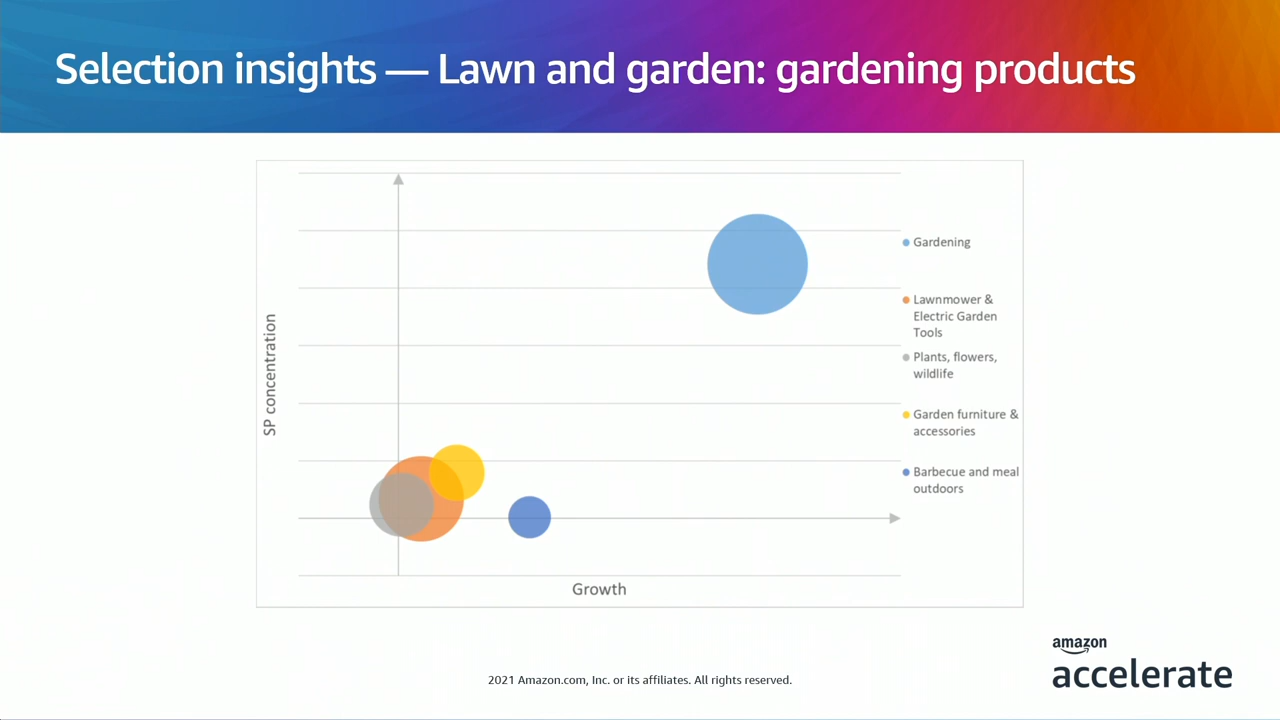 Selection insights — Lawn and garden: gardening products
SP concentration
Gardening
Lawnmower &
Electric Garden
Tools
Plants, flowers,
wildlife
Garden furniture &
accessories
Barbecue and meal
outdoors
Growth
2021 Amazon.com, Inc. or its affiliates. All rights reserved.
amazon
accelerate